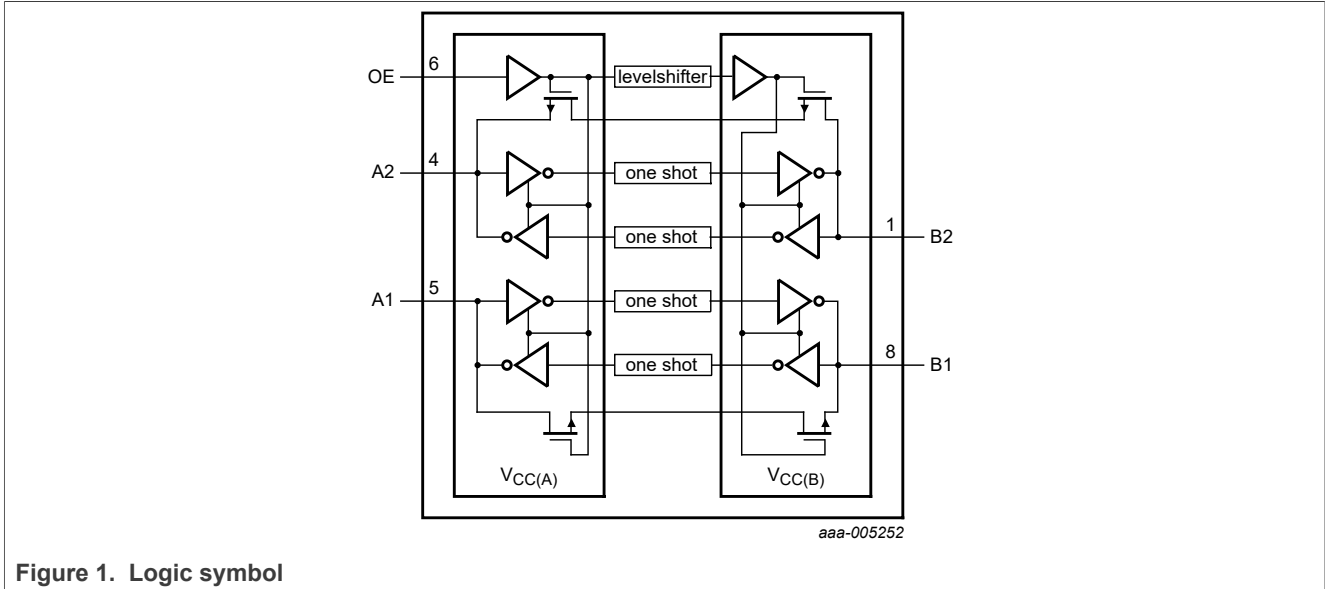 OE 6 levelshifter
A2 4 one shot
one shot 1 B2
A1 5 one shot
one shot 8 B1
VCC(A) VCC(B)
aaa-005252
Figure 1. Logic symbol